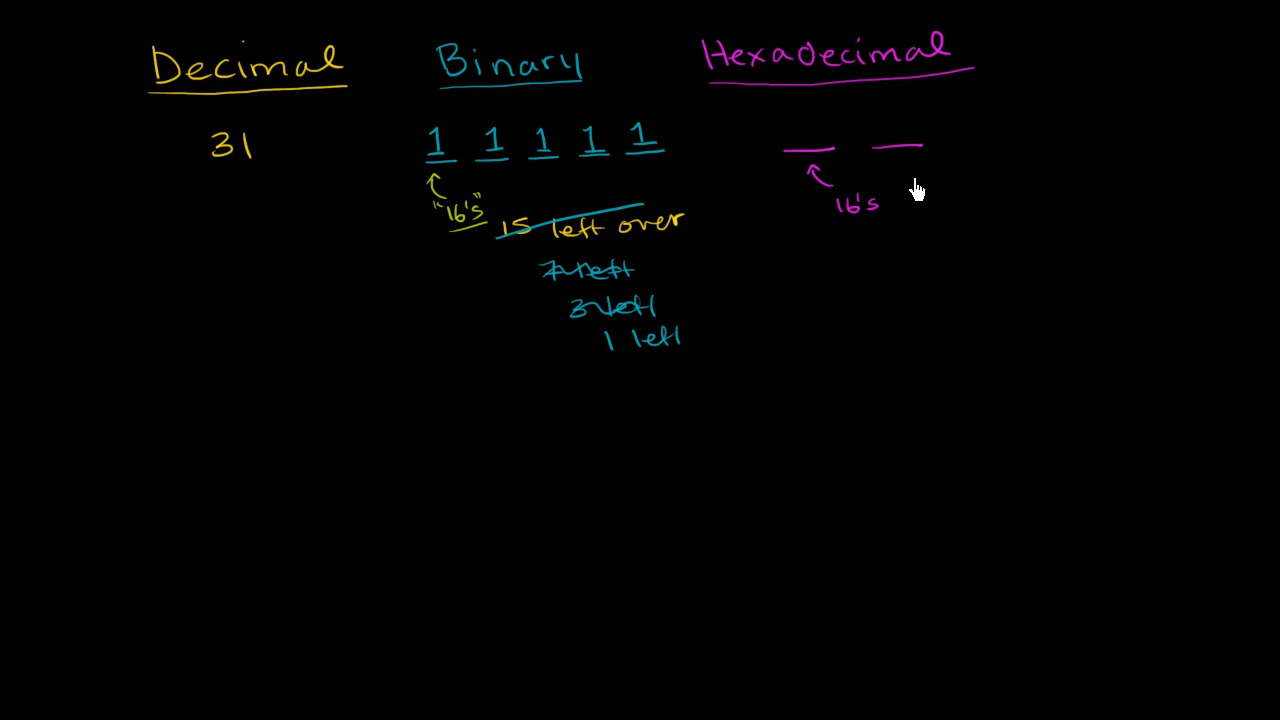 Decimal Binary Hexadecimal
31 1 1 1 1 1
"16's" 16's
15 left over
7 left
3 left
1 left